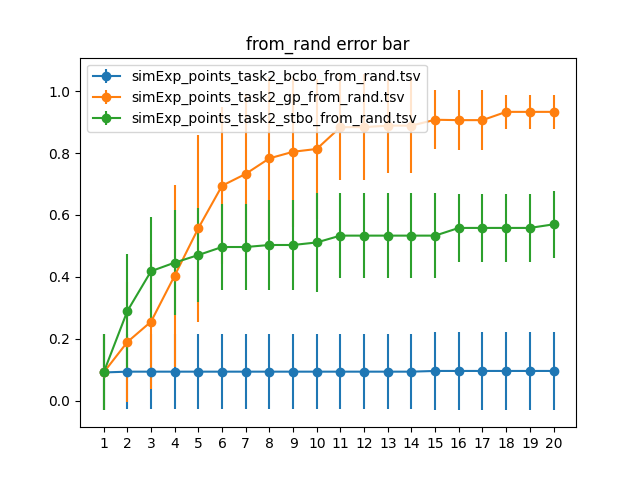 from_rand error bar
simExp_points_task2_bcbo_from_rand.tsv
simExp_points_task2_gp_from_rand.tsv
simExp_points_task2_stbo_from_rand.tsv
1.0
0.8
0.6
0.4
0.2
0.0
1 2 3 4 5 6 7 8 9 10 11 12 13 14 15 16 17 18 19 20